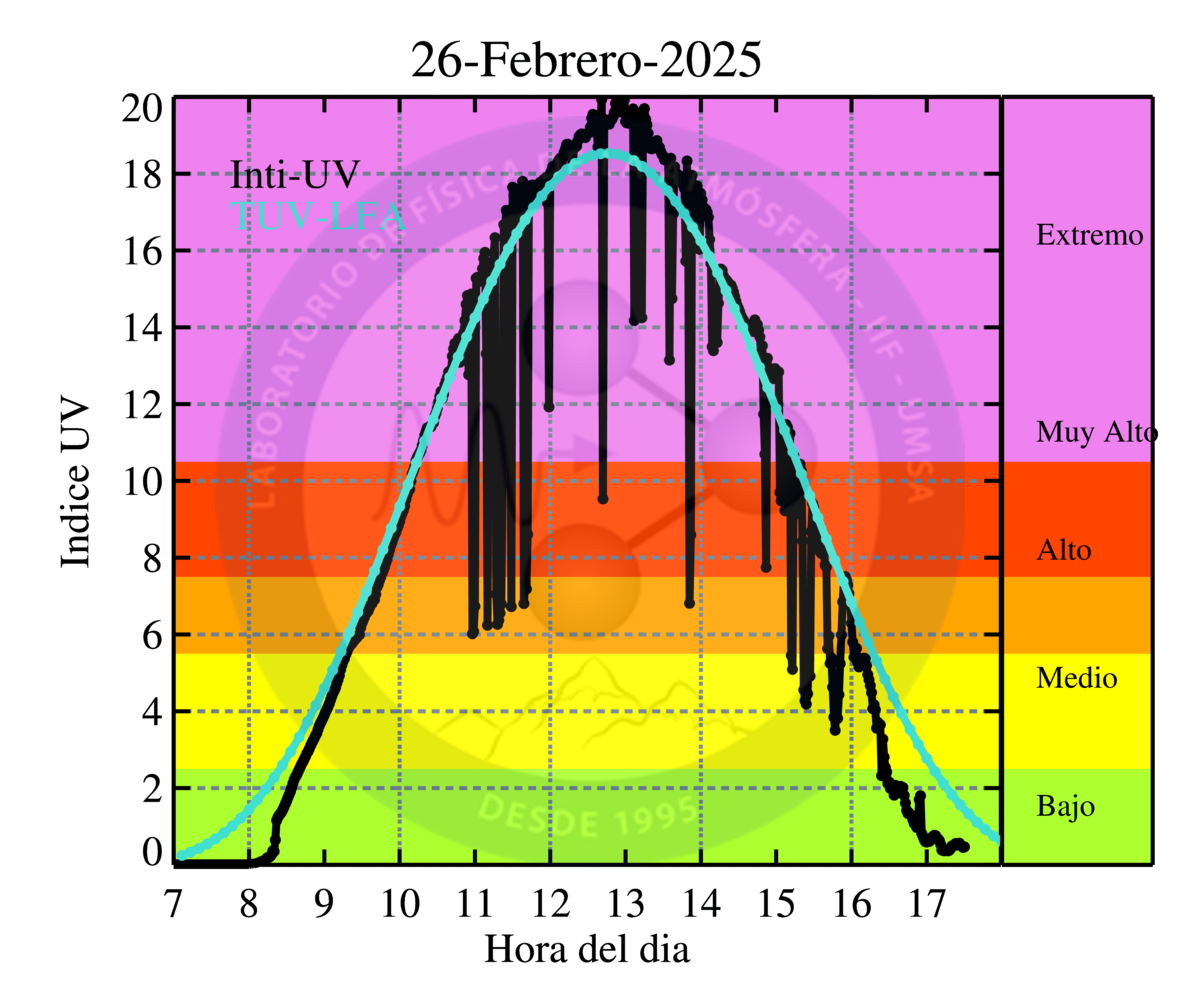 26-Febrero-2025
20
18
16
14
12
10
8
6
4
2
0
Indice UV
Inti-UV
TUV-LFA
LABORATORIO DE FÍSICA DE LA ATMÓSFERA - IIF - UMSA
DESDE 1995
Extremo
Muy Alto
Alto
Medio
Bajo
7 8 9 10 11 12 13 14 15 16 17
Hora del dia